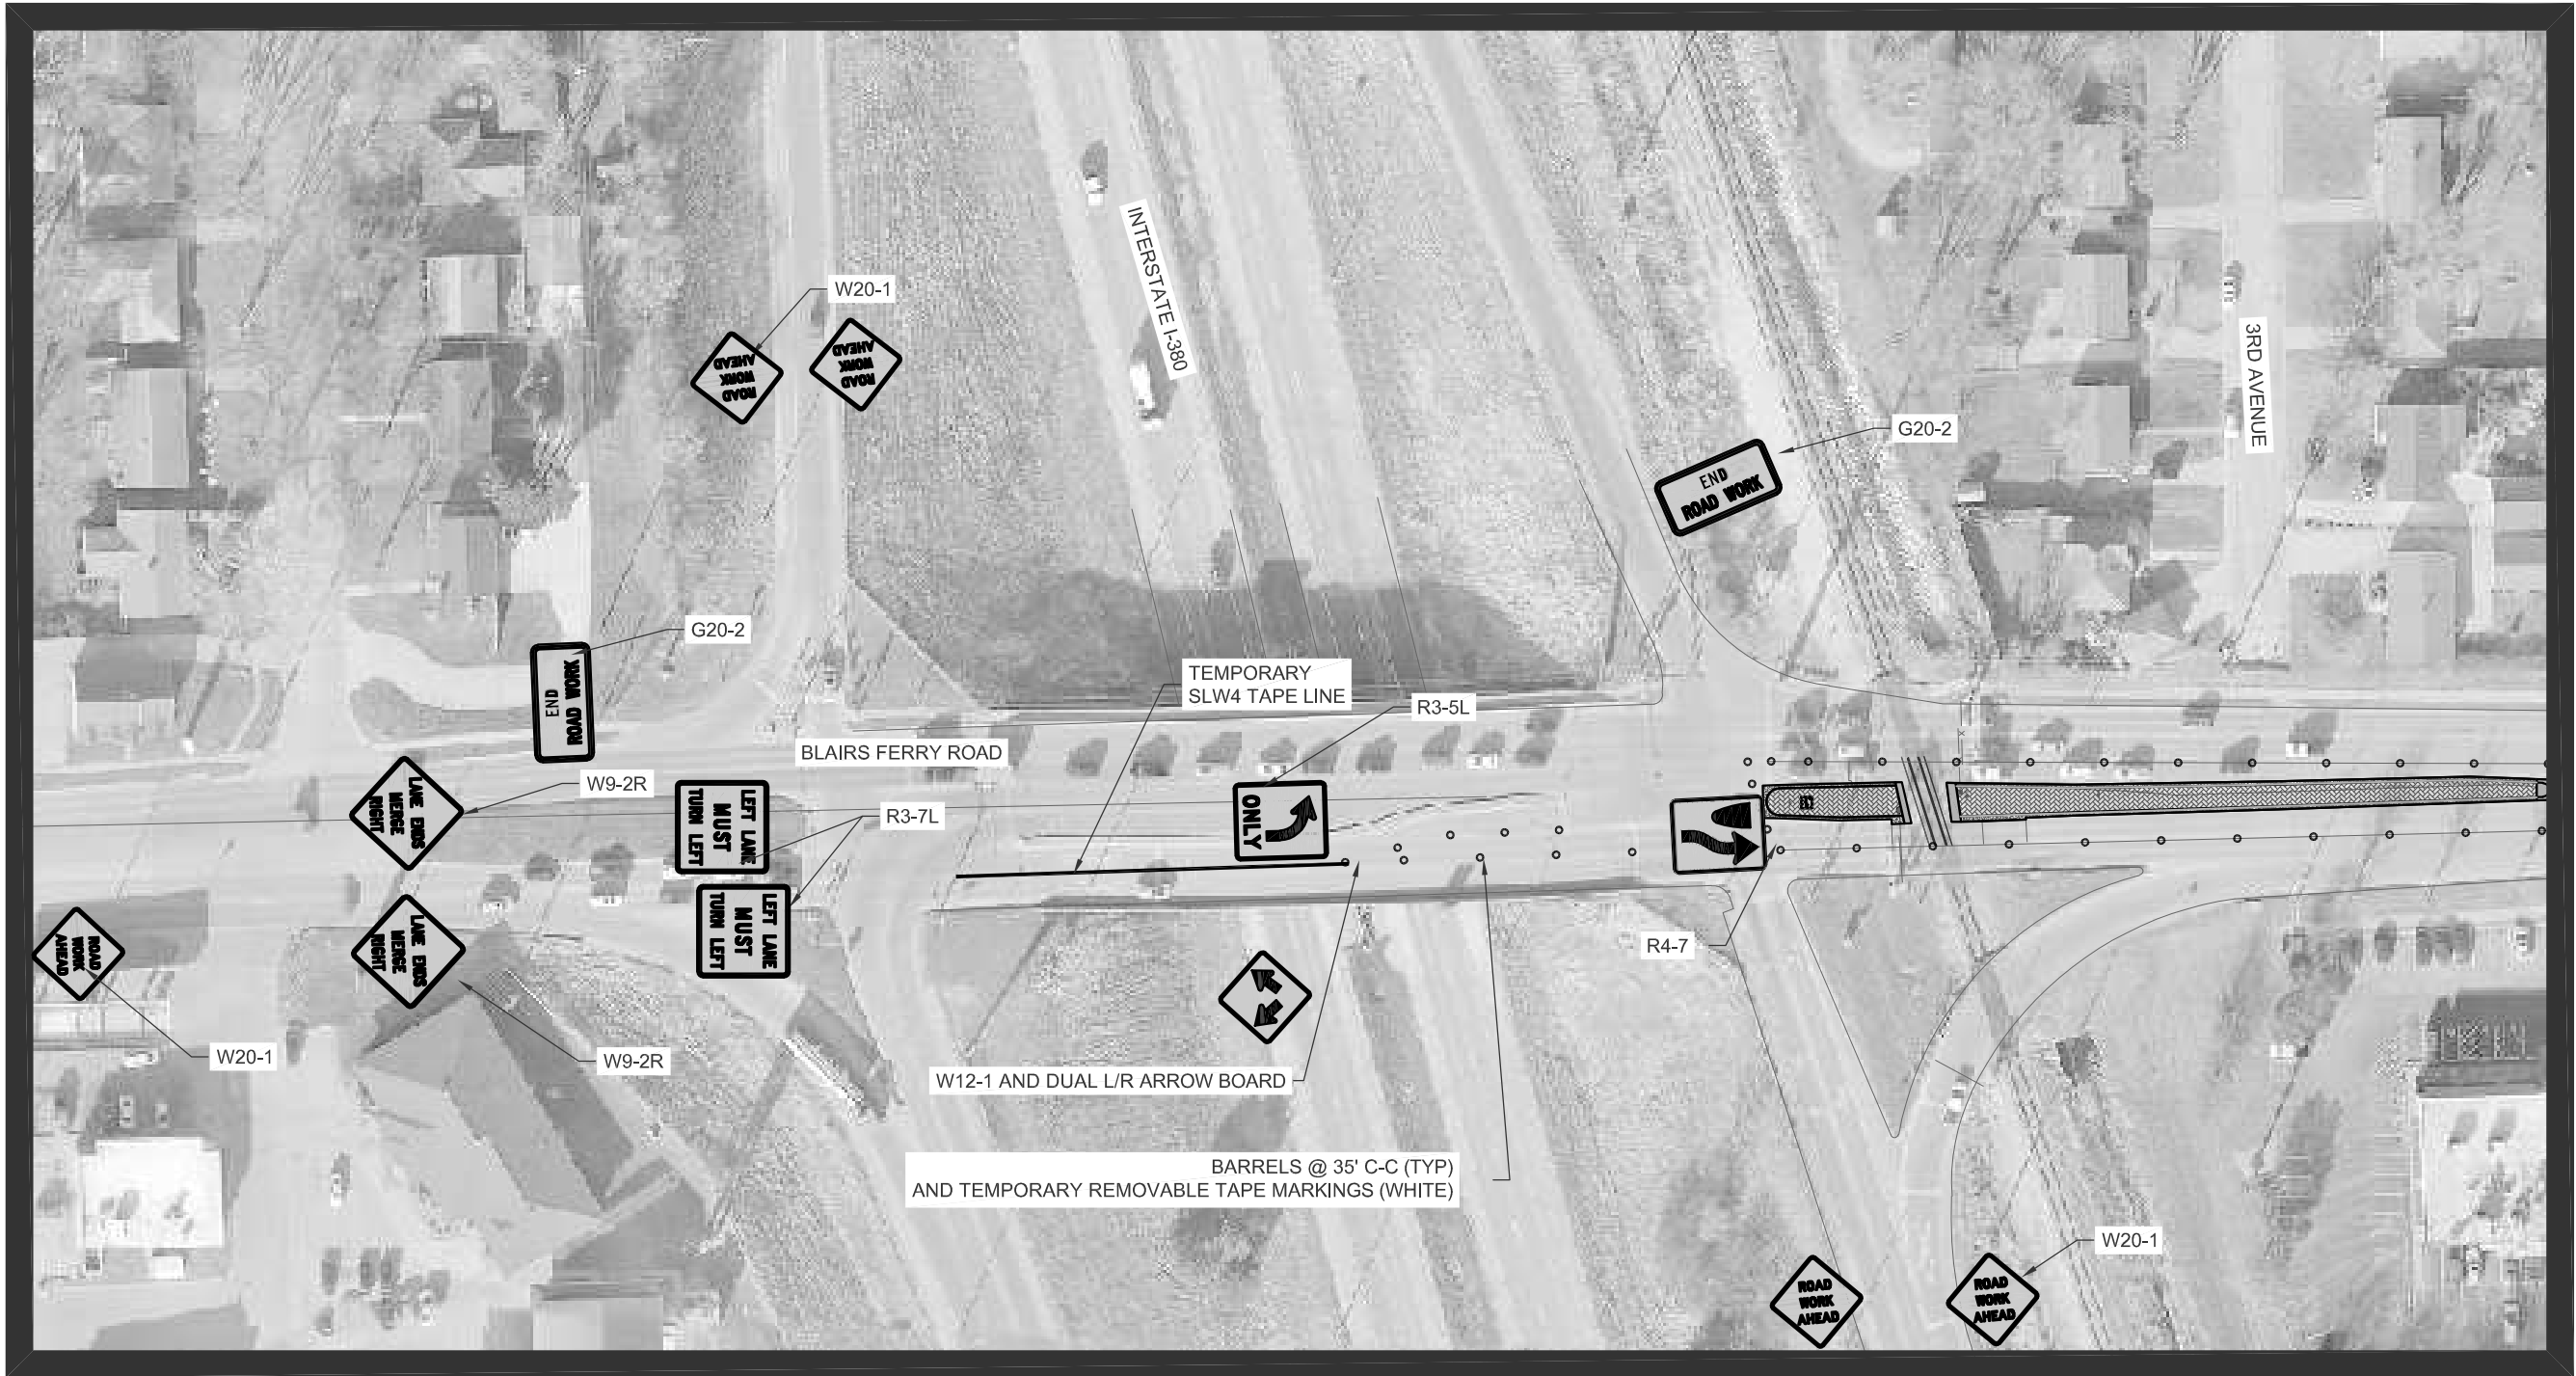 W20-1
ROAD
WORK
AHEAD
ROAD
WORK
AHEAD
INTERSTATE I-380
3RD AVENUE
G20-2
END
ROAD WORK
G20-2
END
ROAD WORK
TEMPORARY
SLW4 TAPE LINE
R3-5L
ONLY
BLAIRS FERRY ROAD
W9-2R
LANE ENDS
MERGE
RIGHT
LEFT LANE
MUST
TURN LEFT
R3-7L
LEFT LANE
MUST
TURN LEFT
LANE ENDS
MERGE
RIGHT
ROAD
WORK
AHEAD
R4-7
W20-1
W9-2R
W12-1 AND DUAL L/R ARROW BOARD
BARRELS @ 35' C-C (TYP)
AND TEMPORARY REMOVABLE TAPE MARKINGS (WHITE)
W20-1
ROAD
WORK
AHEAD
ROAD
WORK
AHEAD